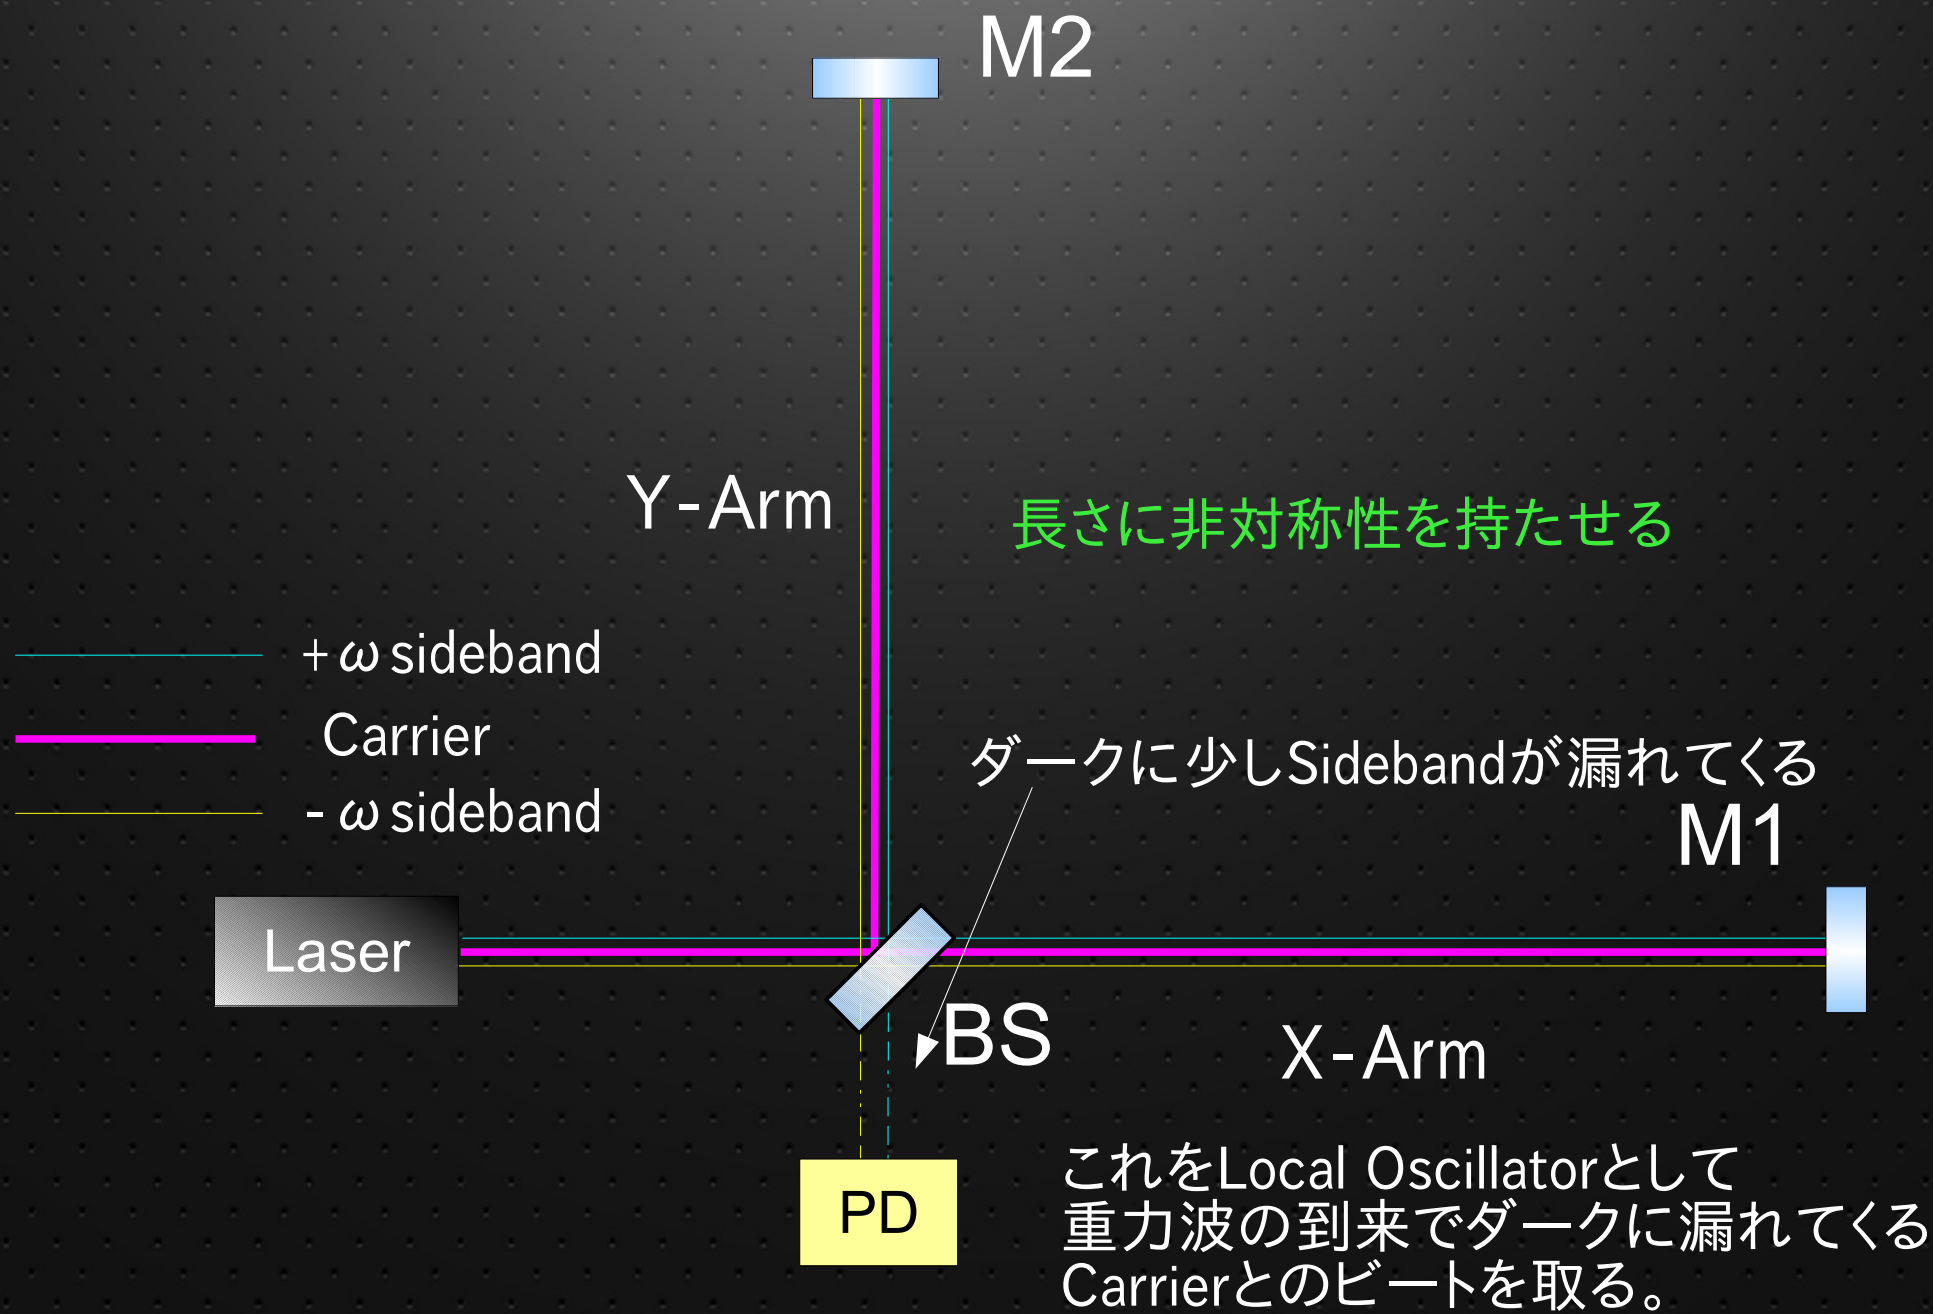 M2
Y-Arm
長さに非対称性を持たせる
+ω sideband
Carrier
-ω sideband
ダークに少しSidebandが漏れてくる
M1
Laser
BS
X-Arm
PD
これをLocal Oscillatorとして
重力波の到来でダークに漏れてくる
Carrierとのビートを取る。